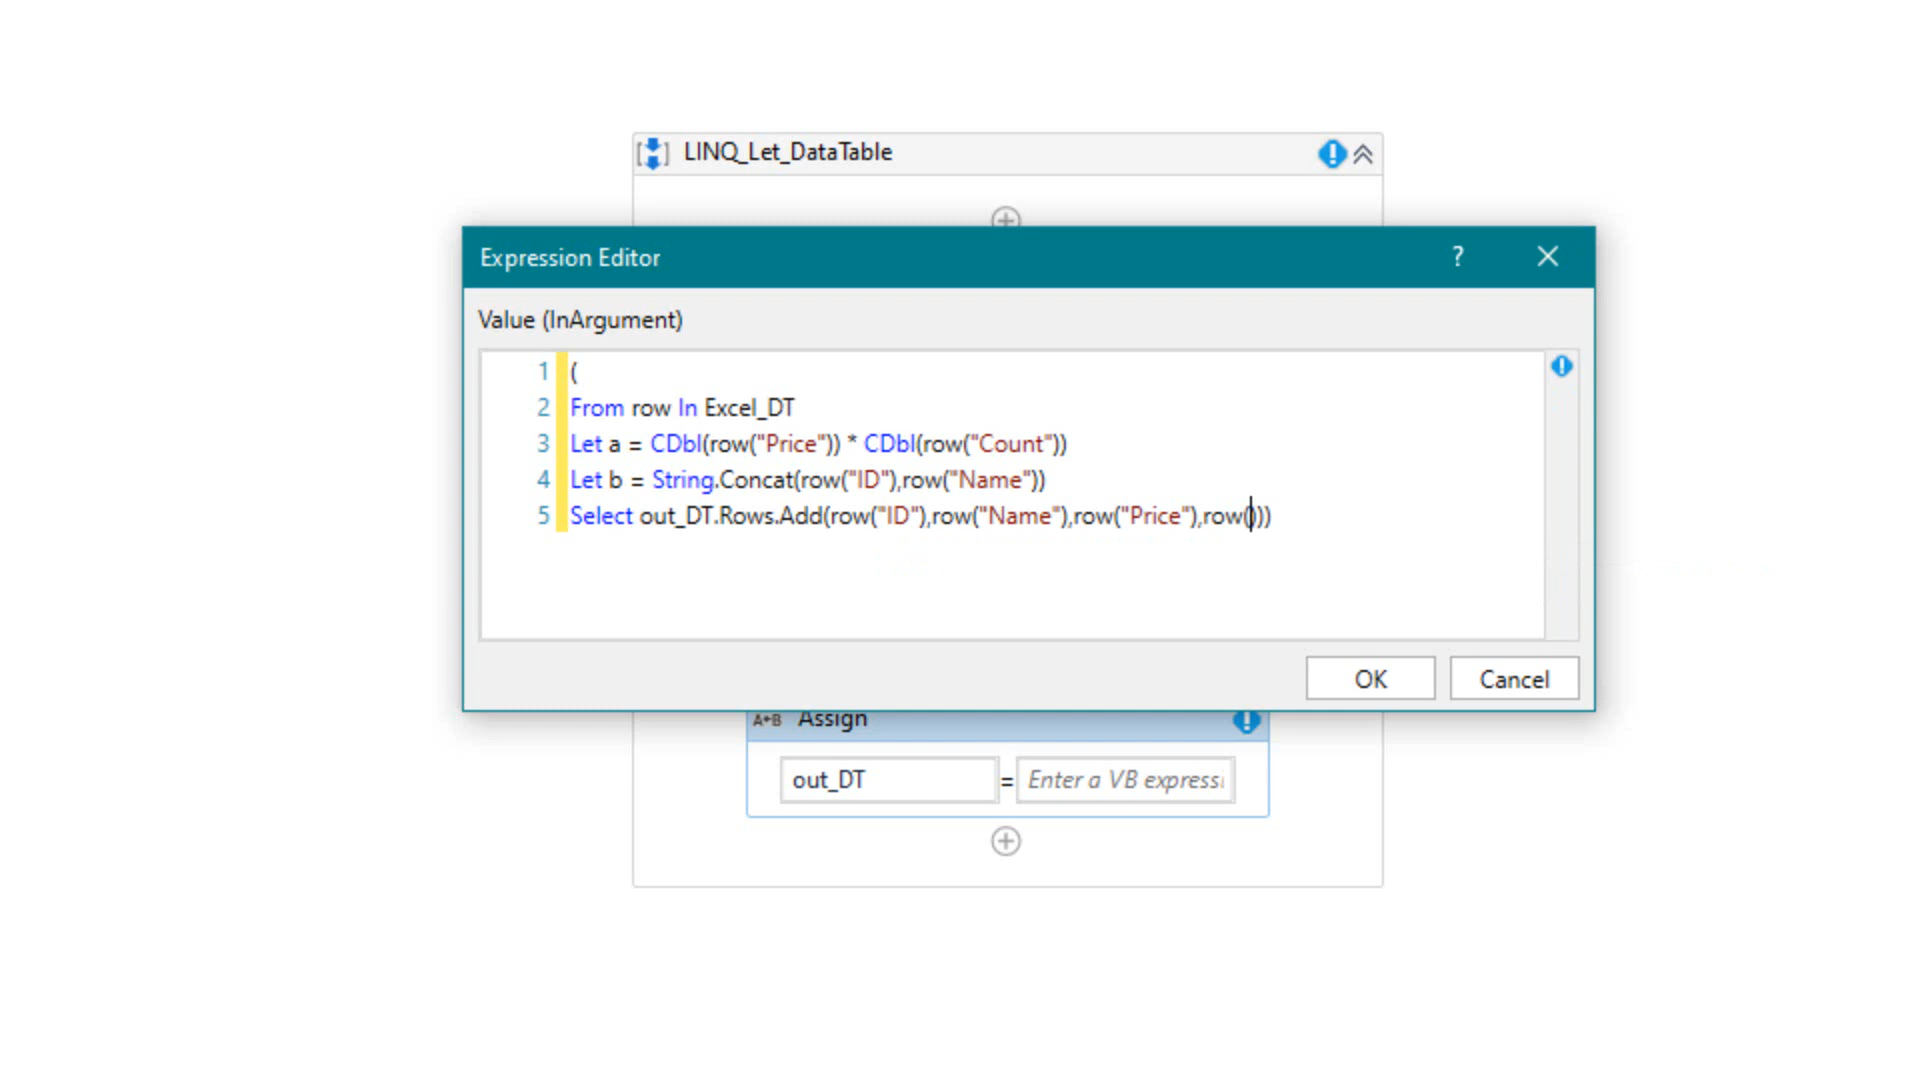 LINQ_Let_DataTable
Expression Editor
?
Value (InArgument)
1 (
2 From row In Excel_DT
3 Let a = CDbl(row("Price")) * CDbl(row("Count"))
4 Let b = String.Concat(row("ID"),row("Name"))
5 Select out_DT.Rows.Add(row("ID"),row("Name"),row("Price"),row()))
OK Cancel
A+B Assign
out_DT = Enter a VB expressi